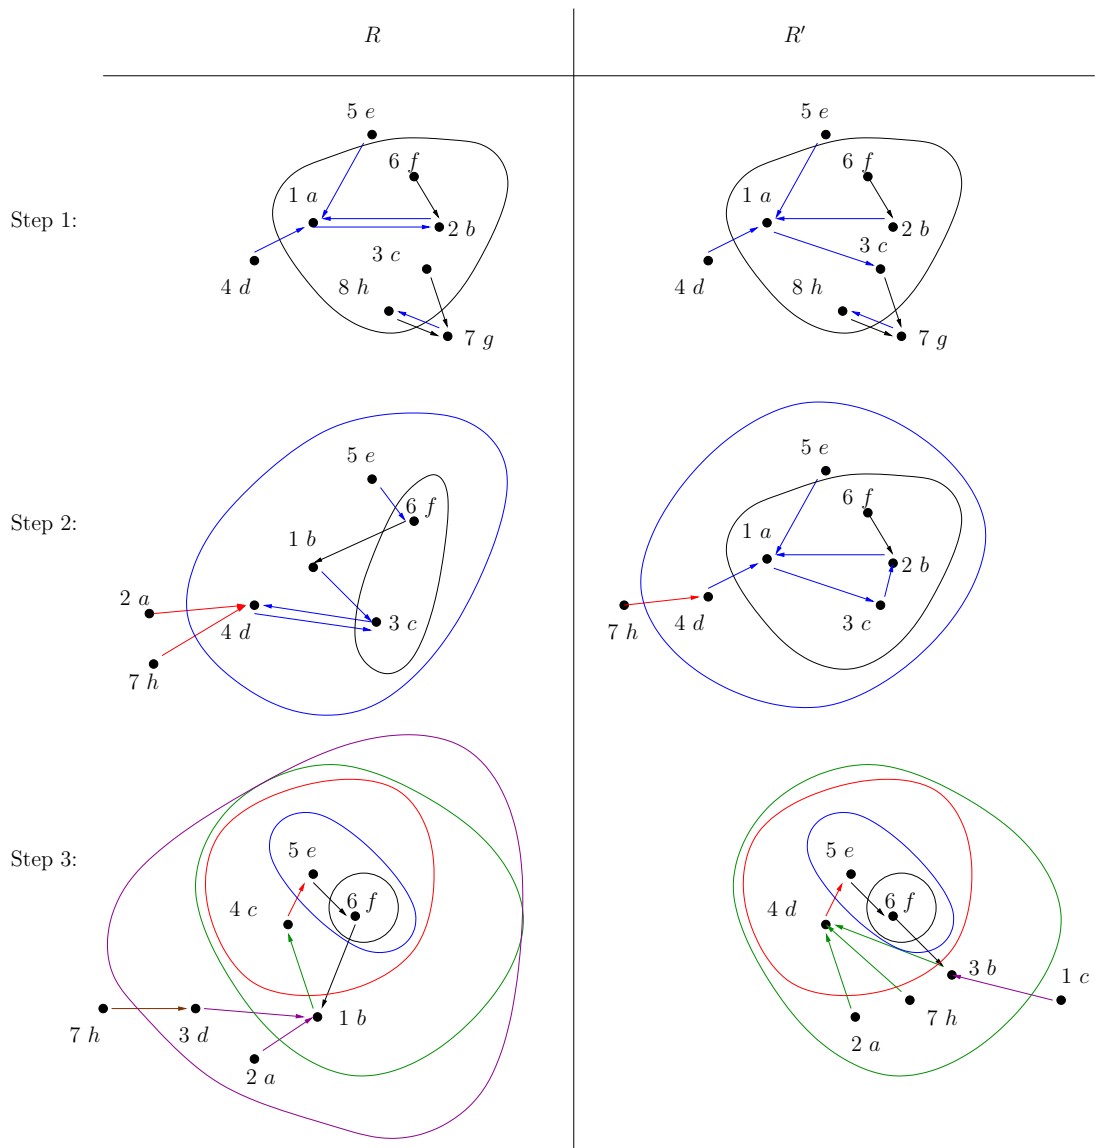 R R′
5 e 5 e
6 f 6 f
1 a 1 a
Step 1: 2 b 2 b
3 c 3 c
4 d 8 h 4 d 8 h
7 g 7 g
5 e 5 e
6 f 6 f
Step 2: 1 b 1 a
2 b
2 a 4 d 3 c 7 h 4 d 3 c
7 h
Step 3: 5 e 5 e
4 c 6 f 4 d 6 f
3 b 1 c
7 h 3 d 1 b 7 h
2 a 2 a